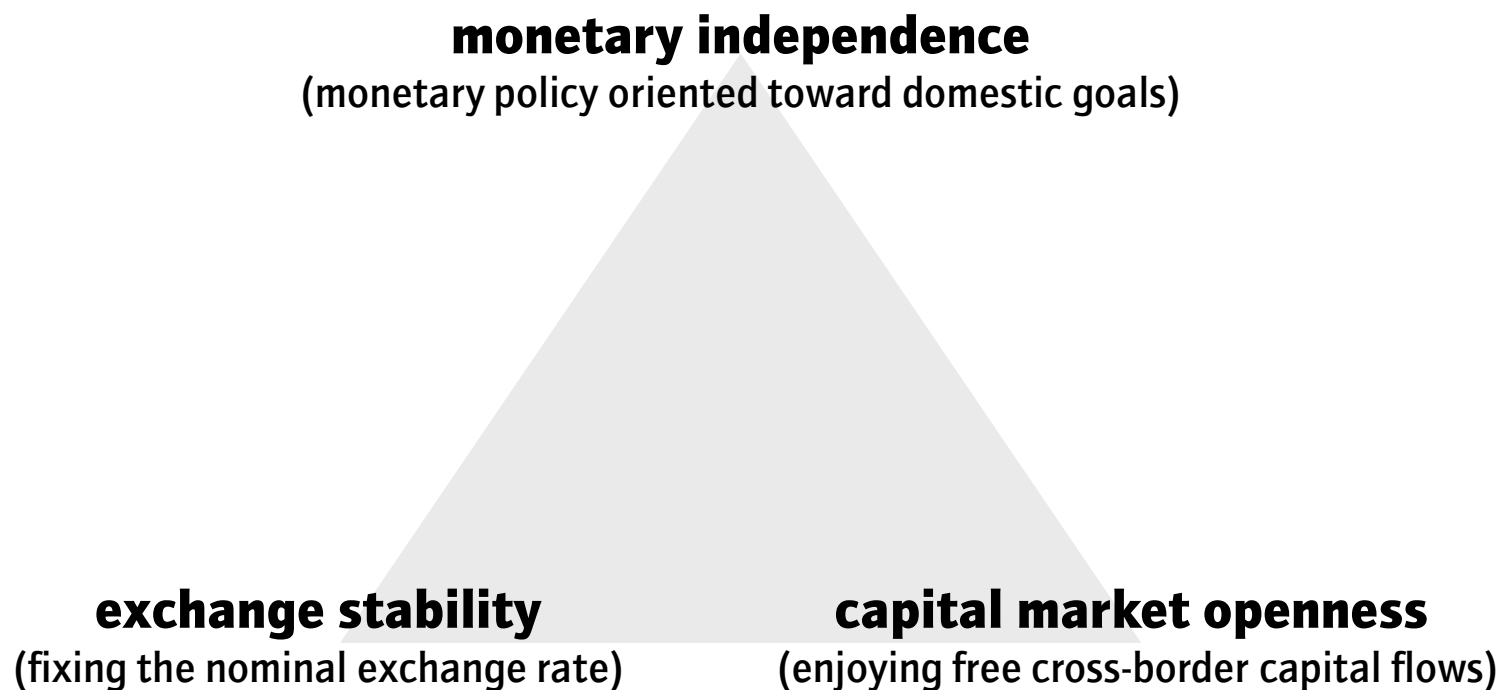 monetary independence
(monetary policy oriented toward domestic goals)
exchange stability
(fixing the nominal exchange rate)
capital market openness
(enjoying free cross-border capital flows)